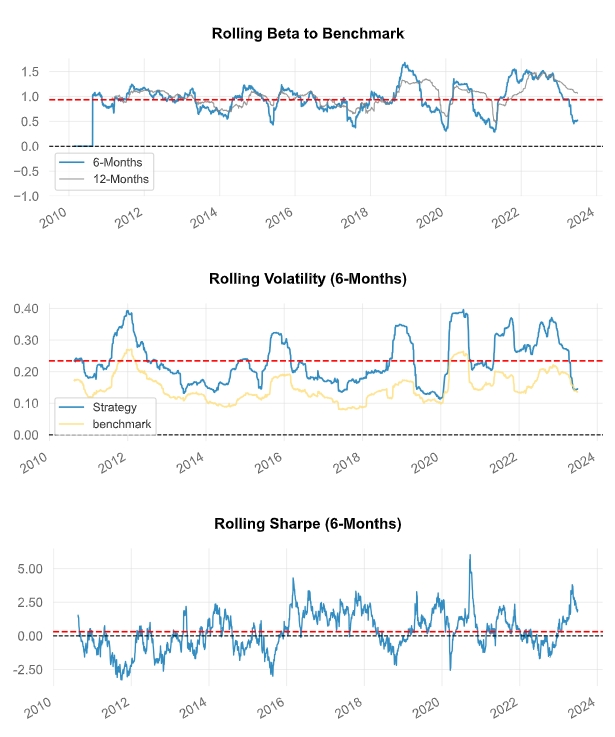 Rolling Beta to Benchmark
1.5
1.0
0.5
0.0
−0.5
−1.0
6-Months
12-Months
2010 2012 2014 2016 2018 2020 2022 2024
Rolling Volatility (6-Months)
0.40
0.30
0.20
0.10
0.00
Strategy
benchmark
2010 2012 2014 2016 2018 2020 2022 2024
Rolling Sharpe (6-Months)
5.00
2.50
0.00
−2.50
2010 2012 2014 2016 2018 2020 2022 2024